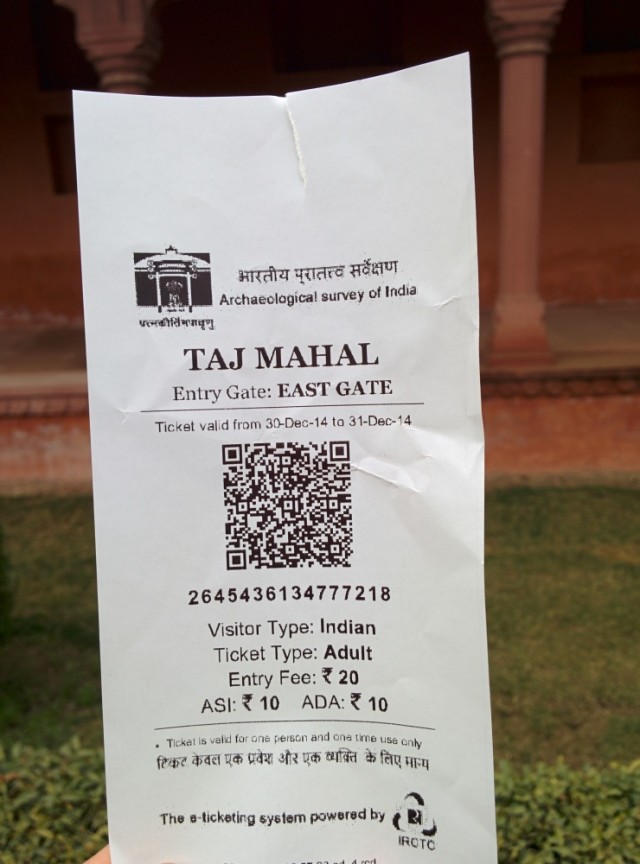 भारतीय पुरातत्त्व सर्वेक्षण
Archaeological survey of India
प्रत्नकीर्तिमपावृणु
TAJ MAHAL
Entry Gate: EAST GATE
Ticket valid from 30-Dec-14 to 31-Dec-14
2645436134777218
Visitor Type: Indian
Ticket Type: Adult
Entry Fee: ₹ 20
ASI: ₹ 10 ADA: ₹ 10
• Ticket is valid for one person and one time use only
टिकट केवल एक प्रवेश और एक व्यक्ति के लिए मान्य
The e-ticketing system powered by
IRCTC